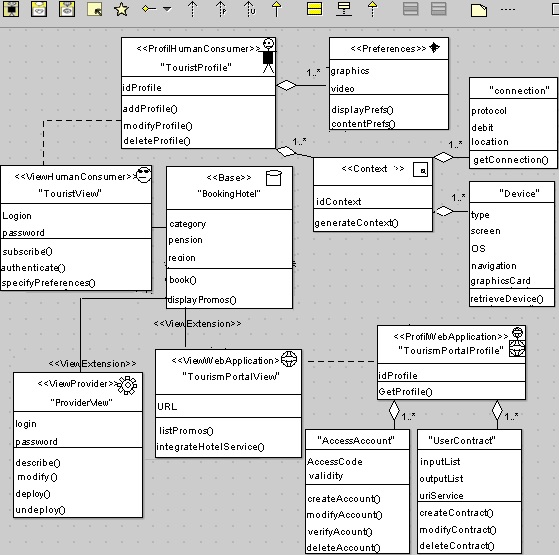 <<ProfilHumanConsumer>>
"TouristProfile"
idProfile
addProfile()
modifyProfile()
deleteProfile()
1..*
<<Preferences>>
graphics
video
displayPrefs()
contentPrefs()
1..*
<<Context >>
idContext
generateContext()
1..*
"connection"
protocol
debit
location
getConnection()
1..*
"Device"
type
screen
OS
navigation
graphicsCard
retrieveDevice()
<<ViewHumanConsumer>>
"TouristView"
Login
password
subscribe()
authenticate()
specifyPreferences()
<<Base>>
"BookingHotel"
category
pension
region
book()
displayPromos()
<<ViewExtension>>
<<ViewExtension>>
<<ViewProvider>>
"ProviderView"
login
password
describe()
modify()
deploy()
undeploy()
<<ViewWebApplication>>
"TourismPortalView"
URL
listPromos()
integrateHotelService()
<<ProfilWebApplication>>
"TourismPortalProfile"
idProfile
GetProfile()
1..*
1..*
"AccessAccount"
AccessCode
validity
createAccount()
modifyAccount()
verifyAcount()
deleteAccount()
"UserContract"
inputList
outputList
uriService
createContract()
modifyContract()
deleteContract()